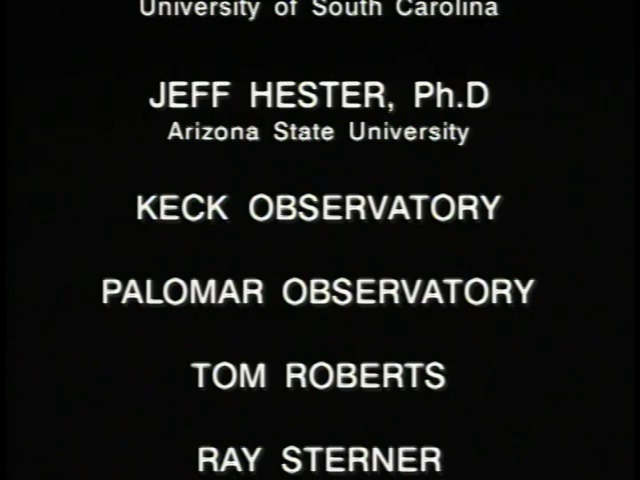 University of South Carolina
JEFF HESTER, Ph.D
Arizona State University
KECK OBSERVATORY
PALOMAR OBSERVATORY
TOM ROBERTS
RAY STERNER